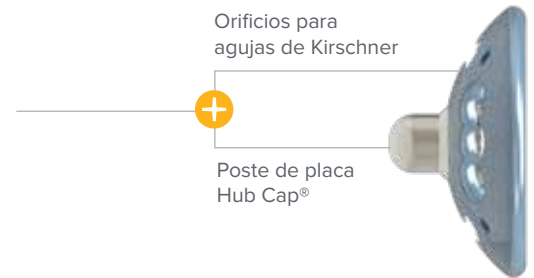 Orificios para
agujas de Kirschner
Poste de placa
Hub Cap®